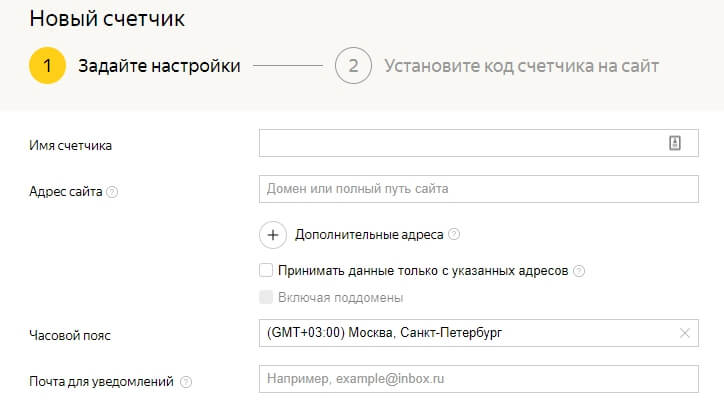 Новый счетчик
1 Задайте настройки 2 Установите код счетчика на сайт
Имя счетчика
Адрес сайта ? Домен или полный путь сайта
+ Дополнительные адреса ?
Принимать данные только с указанных адресов ?
Включая поддомены
Часовой пояс (GMT+03:00) Москва, Санкт-Петербург
Почта для уведомлений ? Например, example@inbox.ru